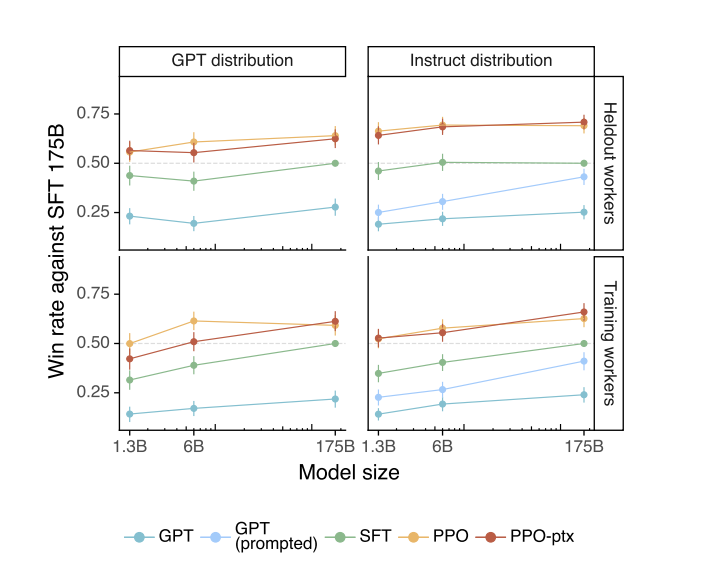 GPT distribution
Instruct distribution
Win rate against SFT 175B
0.75
0.50
0.25
Heldout workers
0.75
0.50
0.25
Training workers
1.3B
6B
175B
1.3B
6B
175B
Model size
GPT
GPT
(prompted)
SFT
PPO
PPO-ptx